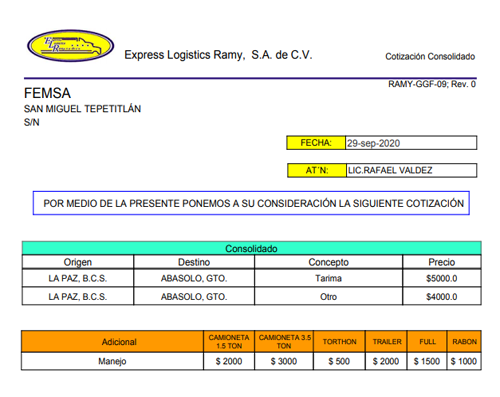 Express Logistics Ramy, S.A. de C.V.
Cotización Consolidado
RAMY-GGF-09; Rev. 0
FEMSA
SAN MIGUEL TEPETITLÁN
S/N
FECHA: 29-sep-2020
AT´N: LIC.RAFAEL VALDEZ
POR MEDIO DE LA PRESENTE PONEMOS A SU CONSIDERACIÓN LA SIGUIENTE COTIZACIÓN
Consolidado
Origen Destino Concepto Precio
LA PAZ, B.C.S. ABASOLO, GTO. Tarima $5000.0
LA PAZ, B.C.S. ABASOLO, GTO. Otro $4000.0
Adicional CAMIONETA 1.5 TON CAMIONETA 3.5 TON TORTHON TRAILER FULL RABON
Manejo $ 2000 $ 3000 $ 500 $ 2000 $ 1500 $ 1000